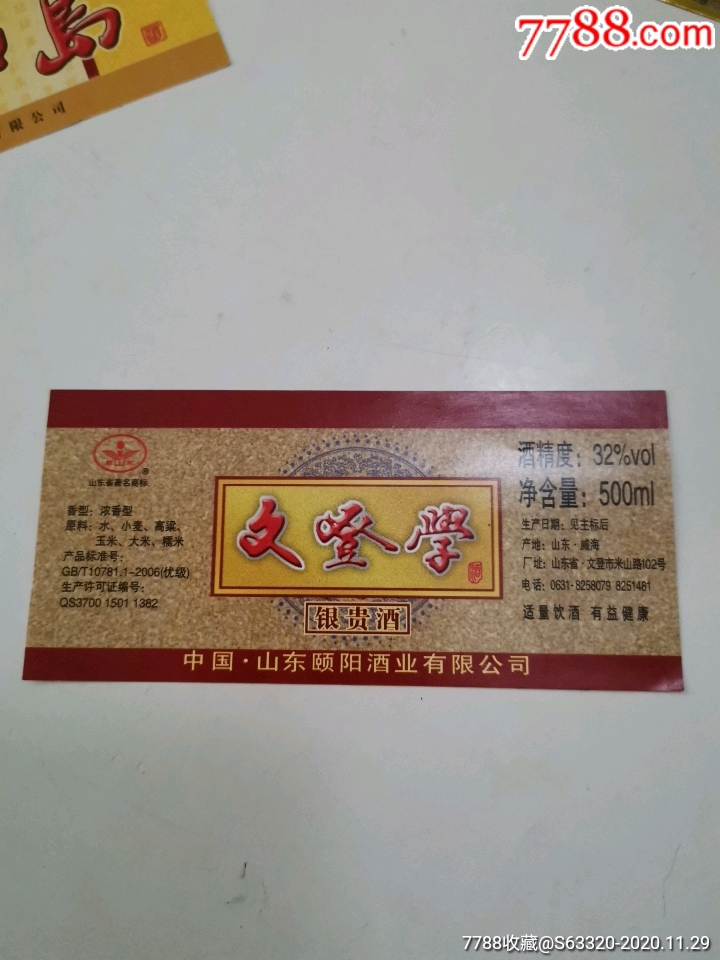 7788.com
島
限公司
山东省著名商标
香型：浓香型
原料：水、小麦、高粱、
玉米、大米、糯米
产品标准号：
GB/T10781.1-2006(优级)
生产许可证编号：
QS3700 1501 1382
文登學
银贵酒
酒精度：32%vol
净含量：500ml
生产日期：见主标后
产地：山东·威海
厂址：山东省·文登市米山路102号
电话：0631-8258079 8251481
适量饮酒 有益健康
中国·山东颐阳酒业有限公司
7788收藏@S63320-2020.11.29